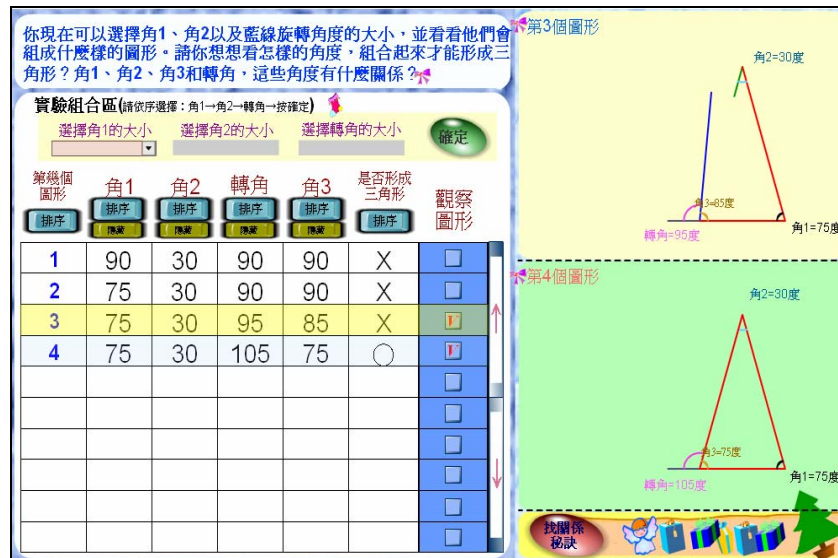 你現在可以選擇角1、角2以及藍線旋轉角度的大小，並看看他們會
組成什麼樣的圖形。請你想想看怎樣的角度，組合起來才能形成三
角形？角1、角2、角3和轉角，這些角度有什麼關係？
實驗組合區(請依序選擇：角1→角2→轉角→按確定)
選擇角1的大小 選擇角2的大小 選擇轉角的大小 確定
第幾個圖形 角1 角2 轉角 角3 是否形成三角形 觀察圖形
排序 排序 排序 排序 排序 排序
隱藏 隱藏 隱藏 隱藏
1 90 30 90 90 X
2 75 30 90 90 X
3 75 30 95 85 X
4 75 30 105 75 ○
第3個圖形
角2=30度
角3=85度
轉角=95度
角1=75度
第4個圖形
角2=30度
角3=75度
轉角=105度
角1=75度
找關係
秘訣